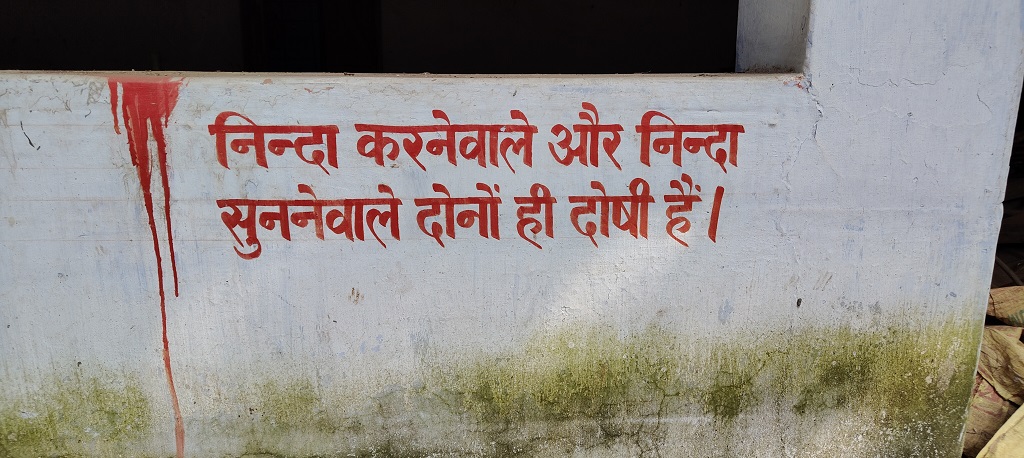 निन्दा करनेवाले और निन्दा
सुननेवाले दोनों ही दोषी हैं।